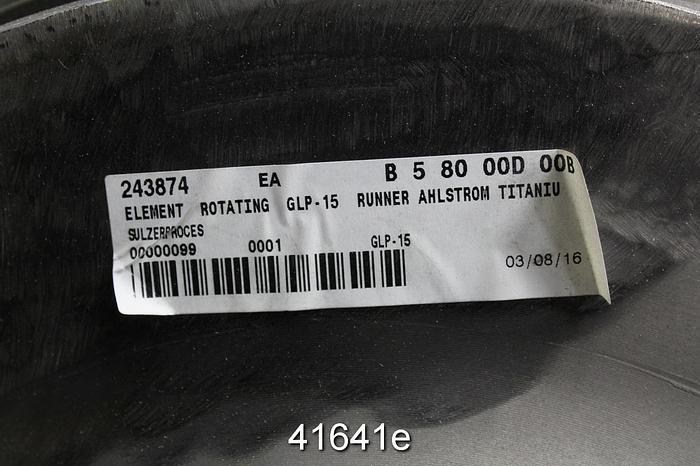 243874 EA B 5 80 00D 00B
ELEMENT ROTATING GLP-15 RUNNER AHLSTROM TITANIU
SULZERPROCES
00000099 0001 GLP-15
03/08/16
41641e